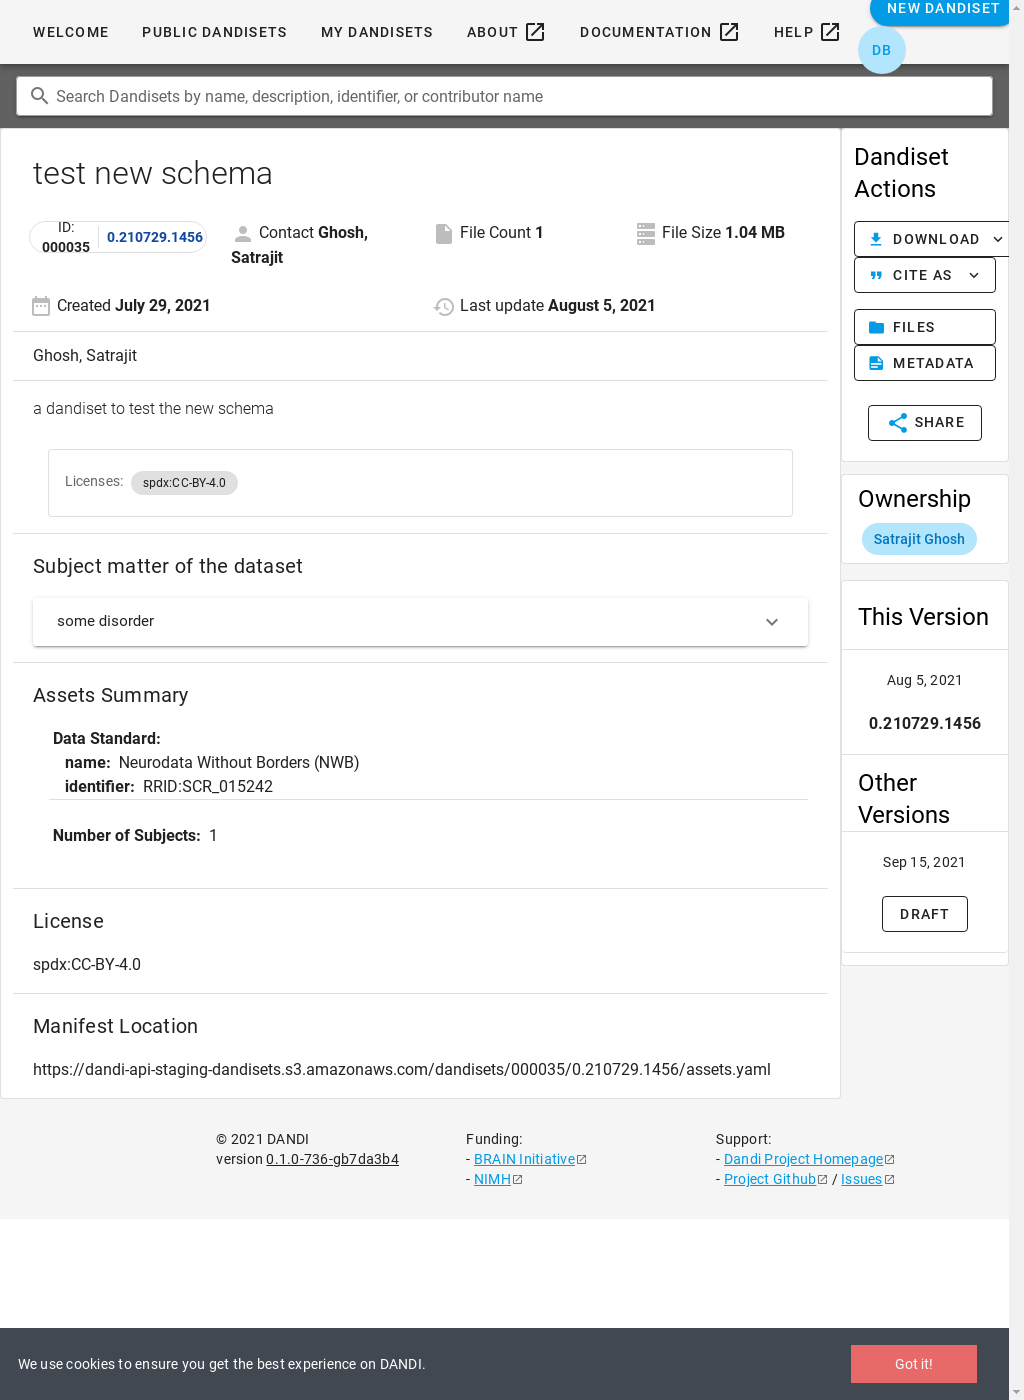 WELCOME PUBLIC DANDISETS MY DANDISETS ABOUT DOCUMENTATION HELP NEW DANDISET
DB
Search Dandisets by name, description, identifier, or contributor name
test new schema
ID: 000035 0.210729.1456
Contact Ghosh, Satrajit
File Count 1
File Size 1.04 MB
Created July 29, 2021
Last update August 5, 2021
Ghosh, Satrajit
a dandiset to test the new schema
Licenses: spdx:CC-BY-4.0
Subject matter of the dataset
some disorder
Assets Summary
Data Standard:
name: Neurodata Without Borders (NWB)
identifier: RRID:SCR_015242
Number of Subjects: 1
License
spdx:CC-BY-4.0
Manifest Location
https://dandi-api-staging-dandisets.s3.amazonaws.com/dandisets/000035/0.210729.1456/assets.yaml
Dandiset
Actions
DOWNLOAD
CITE AS
FILES
METADATA
SHARE
Ownership
Satrajit Ghosh
This Version
Aug 5, 2021
0.210729.1456
Other
Versions
Sep 15, 2021
DRAFT
© 2021 DANDI
version 0.1.0-736-gb7da3b4
Funding:
- BRAIN Initiative
- NIMH
Support:
- Dandi Project Homepage
- Project Github / Issues
We use cookies to ensure you get the best experience on DANDI.
Got it!